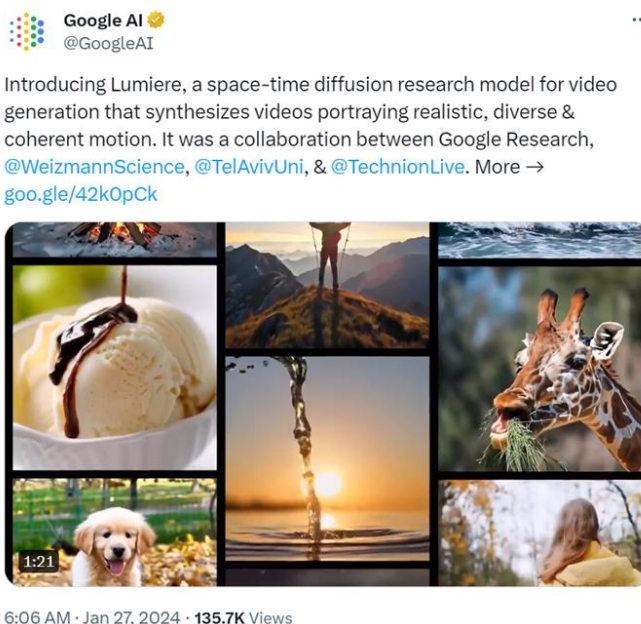 Google AI
@GoogleAI
Introducing Lumiere, a space-time diffusion research model for video
generation that synthesizes videos portraying realistic, diverse &
coherent motion. It was a collaboration between Google Research,
@WeizmannScience, @TelAvivUni, & @TechnionLive. More →
goo.gle/42kOpCk
1:21
6:06 AM · Jan 27, 2024 · 135.7K Views